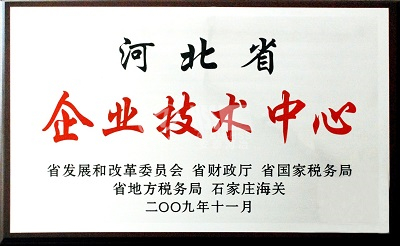 河北省
企业技术中心
省发展和改革委员会 省财政厅 省国家税务局
省地方税务局 石家庄海关
二〇〇九年十一月